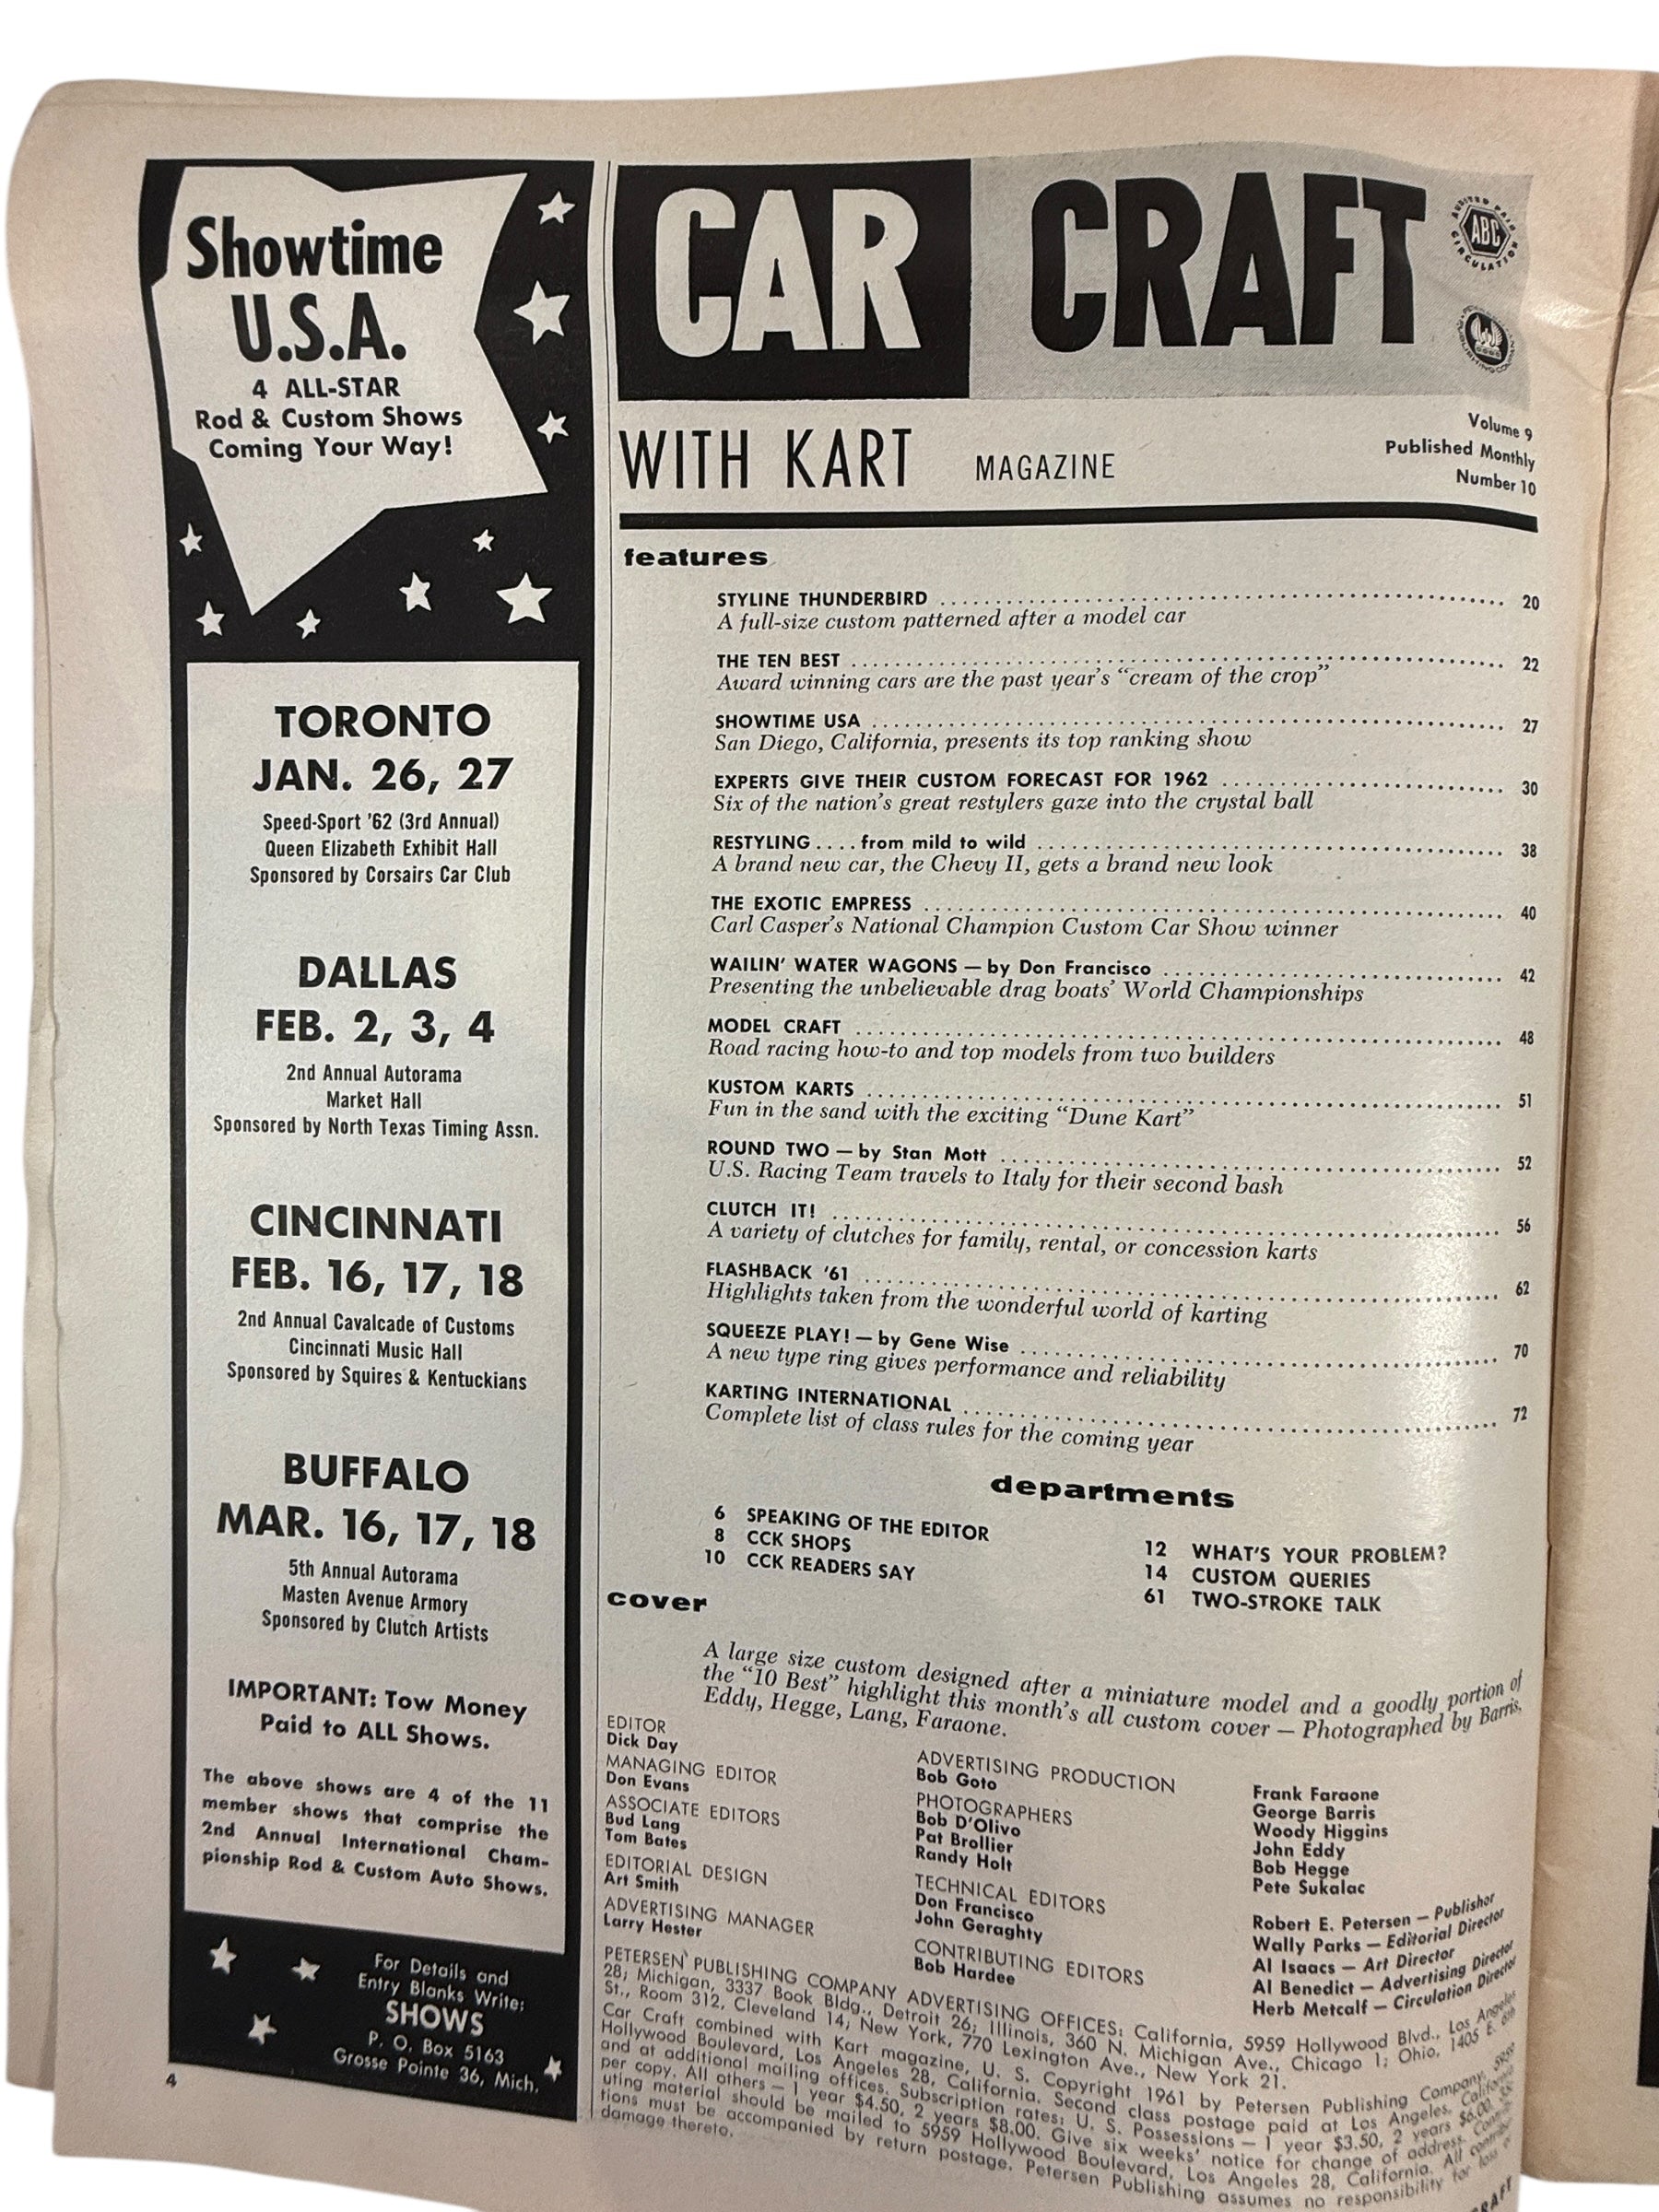 Showtime
U.S.A.
4 ALL-STAR
Rod & Custom Shows
Coming Your Way!
TORONTO
JAN. 26, 27
Speed-Sport '62 (3rd Annual)
Queen Elizabeth Exhibit Hall
Sponsored by Corsairs Car Club
DALLAS
FEB. 2, 3, 4
2nd Annual Autorama
Market Hall
Sponsored by North Texas Timing Assn.
CINCINNATI
FEB. 16, 17, 18
2nd Annual Cavalcade of Customs
Cincinnati Music Hall
Sponsored by Squires & Kentuckians
BUFFALO
MAR. 16, 17, 18
5th Annual Autorama
Masten Avenue Armory
Sponsored by Clutch Artists
IMPORTANT: Tow Money
Paid to ALL Shows.
The above shows are 4 of the 11
member shows that comprise the
2nd Annual International Cham-
pionship Rod & Custom Auto Shows.
For Details and
Entry Blanks Write:
SHOWS
P. O. Box 5163
Grosse Pointe 36, Mich.
4
CAR CRAFT
AUDITED PAID CIRCULATION
ABC
WITH KART MAGAZINE
Volume 9
Published Monthly
Number 10
features
STYLINE THUNDERBIRD .......... 20
A full-size custom patterned after a model car
THE TEN BEST .......... 22
Award winning cars are the past year's "cream of the crop"
SHOWTIME USA .......... 27
San Diego, California, presents its top ranking show
EXPERTS GIVE THEIR CUSTOM FORECAST FOR 1962 .......... 30
Six of the nation's great restylers gaze into the crystal ball
RESTYLING .... from mild to wild .......... 38
A brand new car, the Chevy II, gets a brand new look
THE EXOTIC EMPRESS .......... 40
Carl Casper's National Champion Custom Car Show winner
WAILIN' WATER WAGONS — by Don Francisco .......... 42
Presenting the unbelievable drag boats' World Championships
MODEL CRAFT .......... 48
Road racing how-to and top models from two builders
KUSTOM KARTS .......... 51
Fun in the sand with the exciting "Dune Kart"
ROUND TWO — by Stan Mott .......... 52
U.S. Racing Team travels to Italy for their second bash
CLUTCH IT! .......... 56
A variety of clutches for family, rental, or concession karts
FLASHBACK '61 .......... 62
Highlights taken from the wonderful world of karting
SQUEEZE PLAY! — by Gene Wise .......... 70
A new type ring gives performance and reliability
KARTING INTERNATIONAL .......... 72
Complete list of class rules for the coming year
departments
6 SPEAKING OF THE EDITOR
8 CCK SHOPS
10 CCK READERS SAY
12 WHAT'S YOUR PROBLEM?
14 CUSTOM QUERIES
61 TWO-STROKE TALK
cover
A large size custom designed after a miniature model and a goodly portion of
the "10 Best" highlight this month's all custom cover — Photographed by Barris,
Eddy, Hegge, Lang, Faraone.
EDITOR
Dick Day
MANAGING EDITOR
Don Evans
ASSOCIATE EDITORS
Bud Lang
Tom Bates
EDITORIAL DESIGN
Art Smith
ADVERTISING MANAGER
Larry Hester
ADVERTISING PRODUCTION
Bob Goto
PHOTOGRAPHERS
Bob D'Olivo
Pat Brollier
Randy Holt
TECHNICAL EDITORS
Don Francisco
John Geraghty
CONTRIBUTING EDITORS
Bob Hardee
Frank Faraone
George Barris
Woody Higgins
John Eddy
Bob Hegge
Pete Sukalac
Robert E. Petersen — Publisher
Wally Parks — Editorial Director
Al Isaacs — Art Director
Al Benedict — Advertising Director
Herb Metcalf — Circulation Director
PETERSEN PUBLISHING COMPANY ADVERTISING OFFICES: California, 5959 Hollywood Blvd., Los Angeles
28; Michigan, 3337 Book Bldg., Detroit 26; Illinois, 360 N. Michigan Ave., Chicago 1; Ohio, 1405 E. 6th
St., Room 312, Cleveland 14; New York, 770 Lexington Ave., New York 21.
Car Craft combined with Kart magazine, U. S. Copyright 1961 by Petersen Publishing Company, 5959
Hollywood Boulevard, Los Angeles 28, California. Second class postage paid at Los Angeles, California
and at additional mailing offices. Subscription rates: U. S. Possessions — 1 year $3.50, 2 years $6.00,
per copy. All others — 1 year $4.50, 2 years $8.00. Give six weeks' notice for change of address.
uting material should be mailed to 5959 Hollywood Boulevard, Los Angeles 28, California. All
tions must be accompanied by return postage. Petersen Publishing assumes no responsibility for loss or
damage thereto.